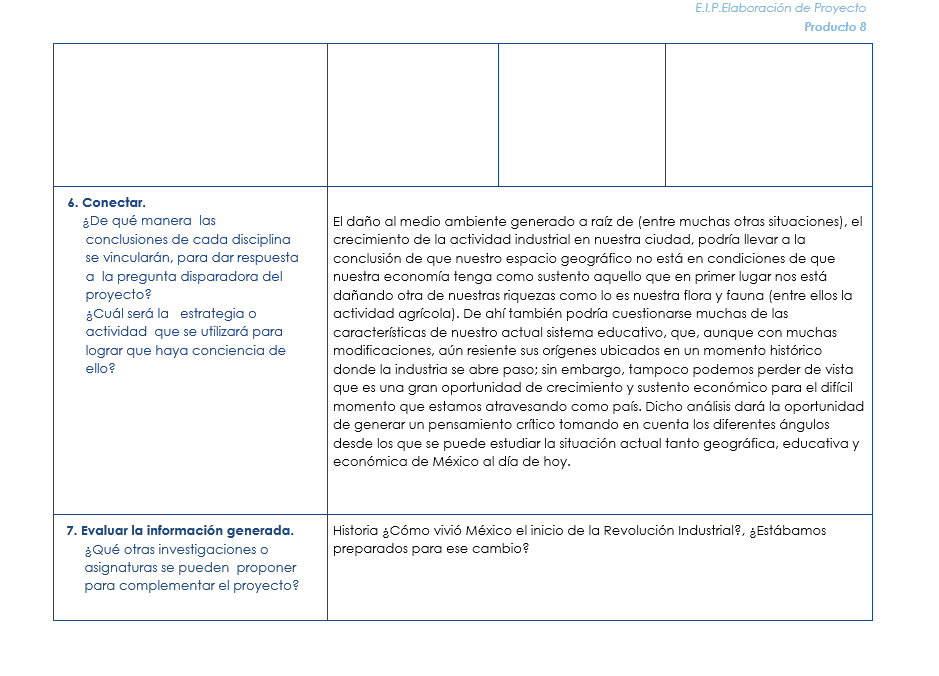 E.I.P.Elaboración de Proyecto
Producto 8
6. Conectar.
¿De qué manera las
conclusiones de cada disciplina
se vincularán, para dar respuesta
a la pregunta disparadora del
proyecto?
¿Cuál será la estrategia o
actividad que se utilizará para
lograr que haya conciencia de
ello?
El daño al medio ambiente generado a raíz de (entre muchas otras situaciones), el
crecimiento de la actividad industrial en nuestra ciudad, podría llevar a la
conclusión de que nuestro espacio geográfico no está en condiciones de que
nuestra economía tenga como sustento aquello que en primer lugar nos está
dañando otra de nuestras riquezas como lo es nuestra flora y fauna (entre ellos la
actividad agrícola). De ahí también podría cuestionarse muchas de las
características de nuestro actual sistema educativo, que, aunque con muchas
modificaciones, aún resiente sus orígenes ubicados en un momento histórico
donde la industria se abre paso; sin embargo, tampoco podemos perder de vista
que es una gran oportunidad de crecimiento y sustento económico para el difícil
momento que estamos atravesando como país. Dicho análisis dará la oportunidad
de generar un pensamiento crítico tomando en cuenta los diferentes ángulos
desde los que se puede estudiar la situación actual tanto geográfica, educativa y
económica de México al día de hoy.
7. Evaluar la información generada.
¿Qué otras investigaciones o
asignaturas se pueden proponer
para complementar el proyecto?
Historia ¿Cómo vivió México el inicio de la Revolución Industrial?, ¿Estábamos
preparados para ese cambio?